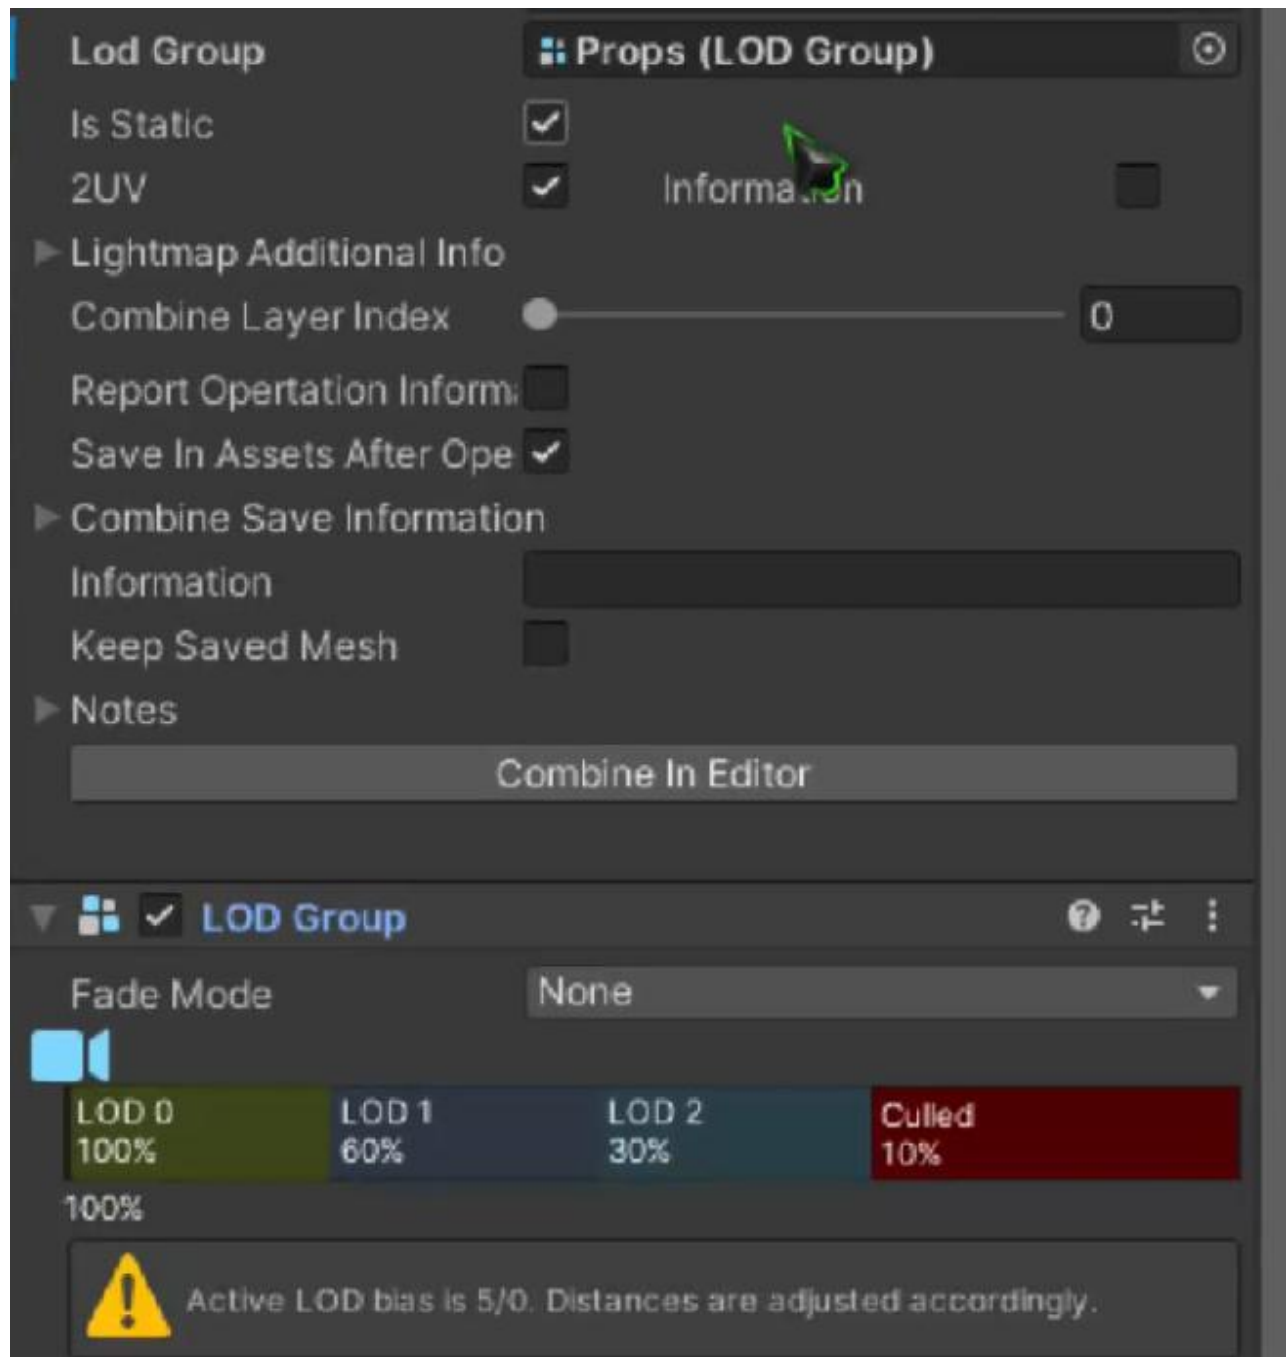 Lod Group Props (LOD Group)
Is Static
2UV Information
Lightmap Additional Info
Combine Layer Index 0
Report Opertation Informa
Save In Assets After Ope
Combine Save Information
Information
Keep Saved Mesh
Notes
Combine In Editor
LOD Group
Fade Mode None
LOD 0 LOD 1 LOD 2 Culled
100% 60% 30% 10%
100%
Active LOD bias is 5/0. Distances are adjusted accordingly.